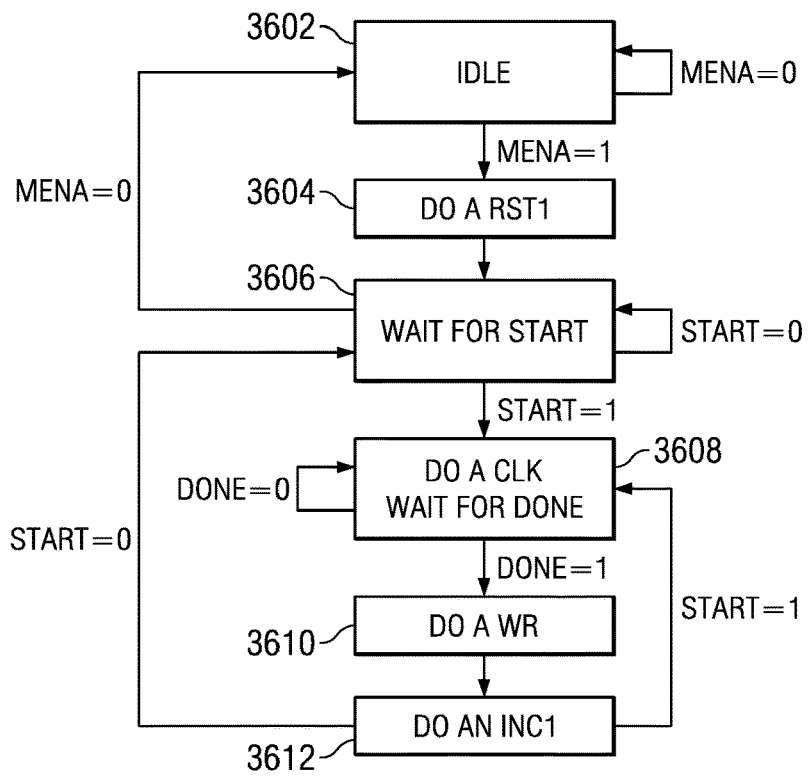 3602
IDLE
MENA=0
MENA=1
MENA=0
3604
DO A RST1
3606
WAIT FOR START
START=0
START=1
3608
DO A CLK
WAIT FOR DONE
DONE=0
START=0
DONE=1
START=1
3610
DO A WR
DO AN INC1
3612